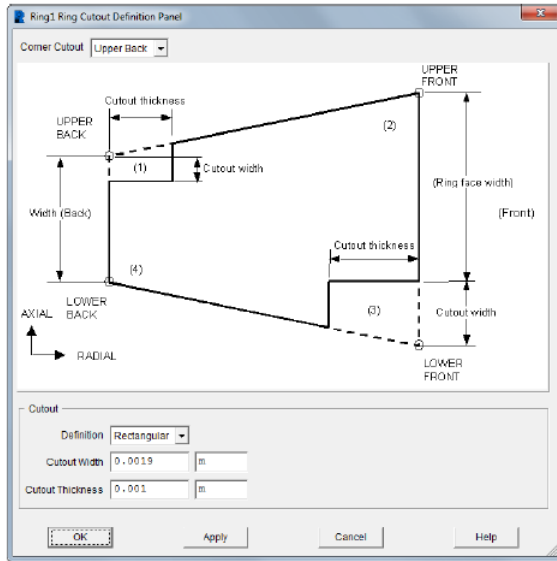 Ring1 Ring Cutout Definition Panel
Corner Cutout Upper Back
UPPER FRONT
Cutout thickness
UPPER BACK
(2)
(1)
Cutout width
(Ring face width)
Width (Back)
(Front)
Cutout thickness
(4)
(3)
Cutout width
LOWER BACK
AXIAL
RADIAL
LOWER FRONT
Cutout
Definition Rectangular
Cutout Width 0.0019 m
Cutout Thickness 0.001 m
OK Apply Cancel Help